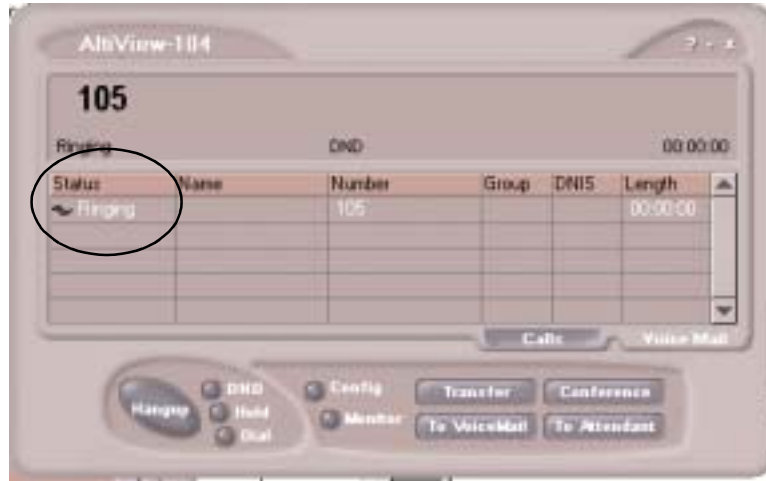 AltiView-104
? - x
105
Ringing DND 00:00:00
Status Name Number Group DNIS Length
Ringing 105 00:00:00
Calls Voice Mail
Hangup
DND
Hold
Dial
Config
Monitor
Transfer Conference
To VoiceMail To Attendant